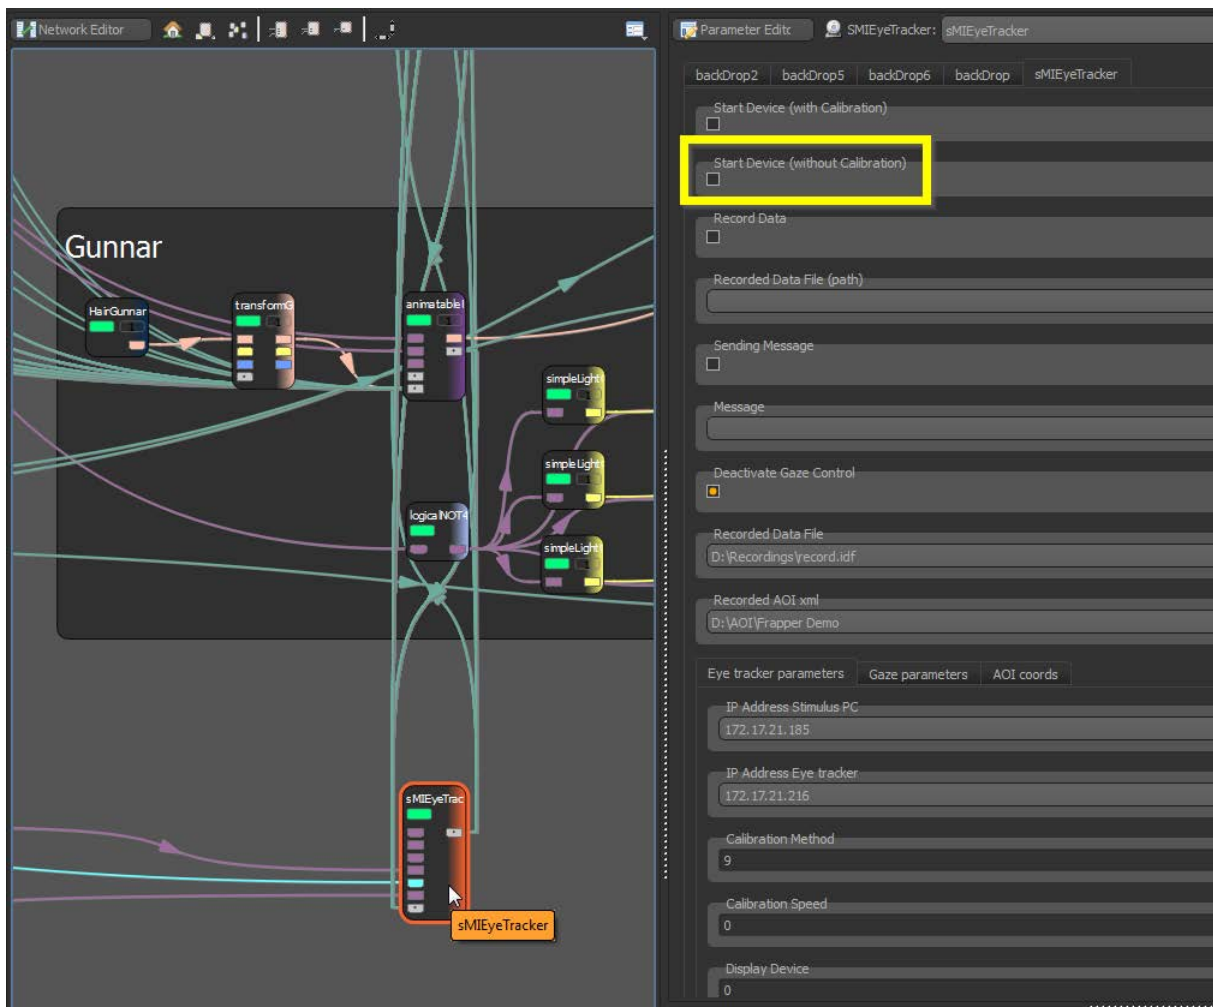 Network Editor
Gunnar
HairGunnar
transformG
animatable
simpleLight
simpleLight
logicalNOT4
simpleLight
sMIEyeTrac
sMIEyeTracker
Parameter Edito
SMIEyeTracker:
sMIEyeTracker
backDrop2
backDrop5
backDrop6
backDrop
sMIEyeTracker
Start Device (with Calibration)
Start Device (without Calibration)
Record Data
Recorded Data File (path)
Sending Message
Message
Deactivate Gaze Control
Recorded Data File
D:\Recordings\record.idf
Recorded AOI xml
D:\AOI\Frapper Demo
Eye tracker parameters
Gaze parameters
AOI coords
IP Address Stimulus PC
172.17.21.185
IP Address Eye tracker
172.17.21.216
Calibration Method
9
Calibration Speed
0
Display Device
0